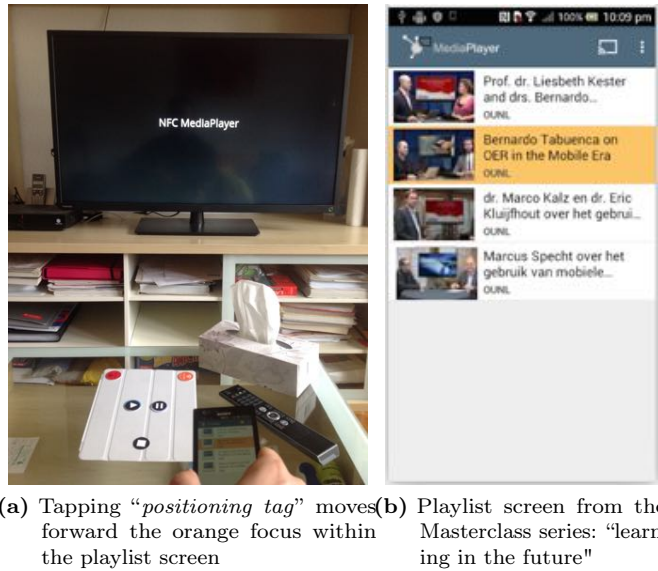 NFC MediaPlayer
100% 10:09 pm
MediaPlayer
Prof. dr. Liesbeth Kester
and drs. Bernardo...
OUNL
Bernardo Tabuenca on
OER in the Mobile Era
OUNL
dr. Marco Kalz en dr. Eric
Kluijfhout over het gebrui...
OUNL
Marcus Specht over het
gebruik van mobiele...
OUNL
(a) Tapping “positioning tag” moves
forward the orange focus within
the playlist screen
(b) Playlist screen from the
Masterclass series: “learn
ing in the future"